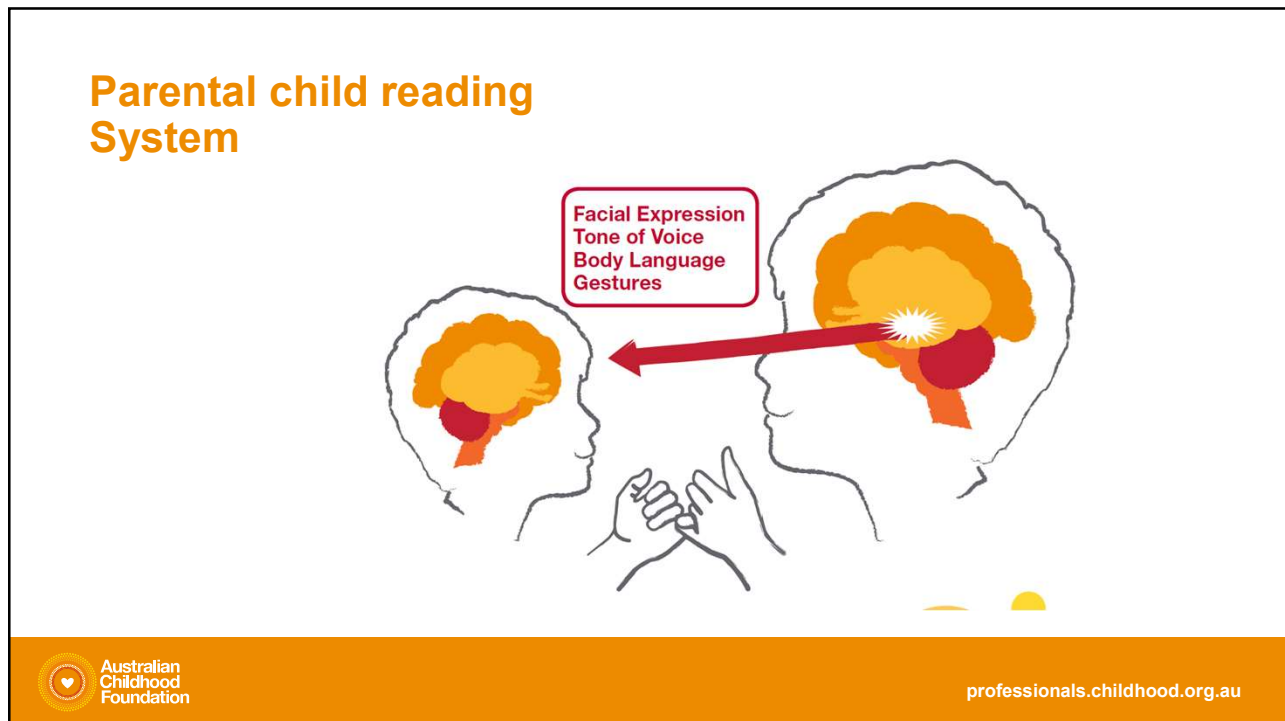 Parental child reading
System
Facial Expression
Tone of Voice
Body Language
Gestures
Australian
Childhood
Foundation
professionals.childhood.org.au